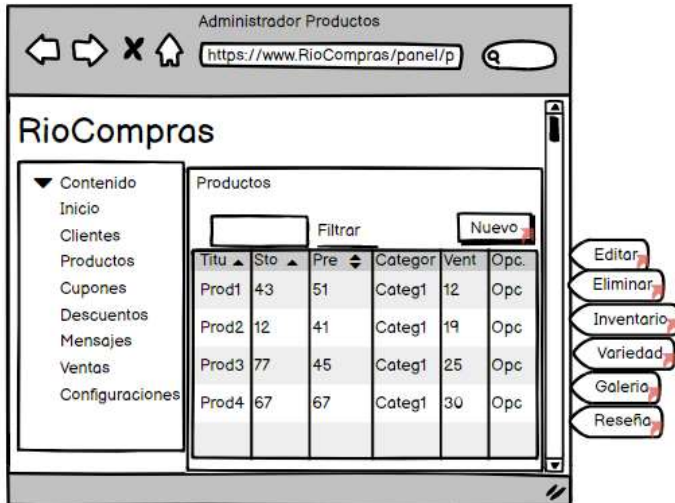 Administrador Productos
https://www.RioCompras/panel/p
RioCompras
Contenido
Inicio
Clientes
Productos
Cupones
Descuentos
Mensajes
Ventas
Configuraciones
Productos
Filtrar
Nuevo
Titu Sto Pre Categor Vent Opc.
Prod1 43 51 Categ1 12 Opc
Prod2 12 41 Categ1 19 Opc
Prod3 77 45 Categ1 25 Opc
Prod4 67 67 Categ1 30 Opc
Editar
Eliminar
Inventario
Variedad
Galeria
Reseña